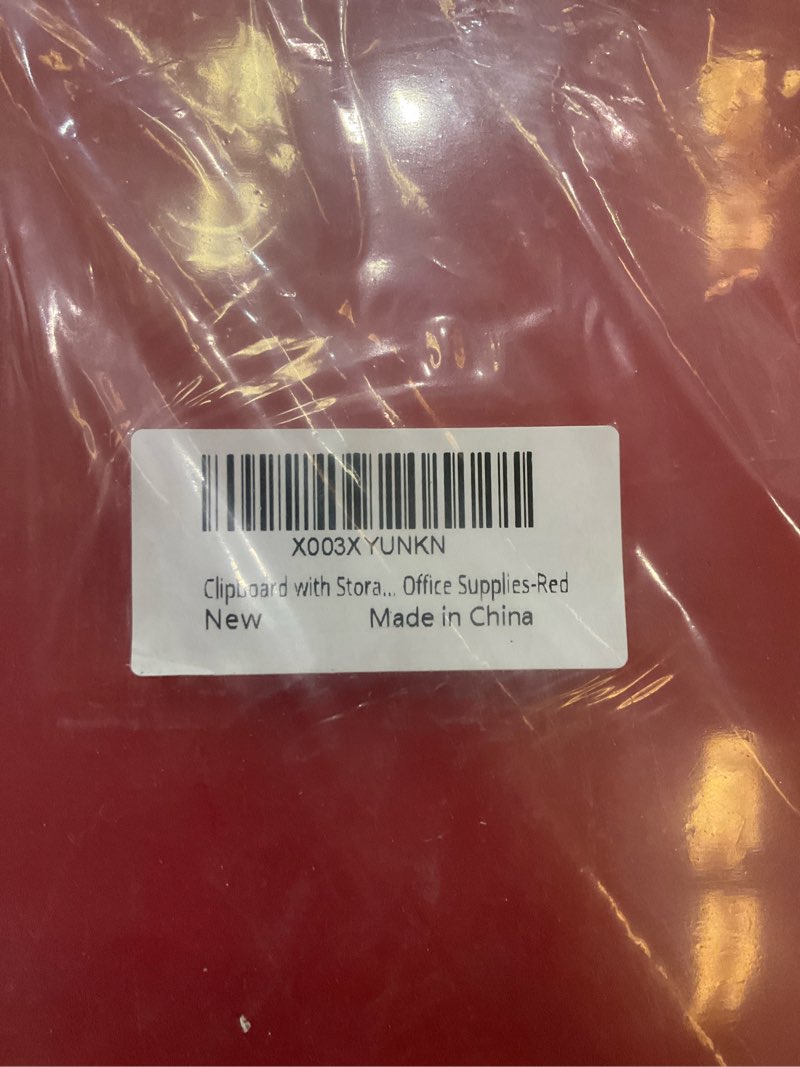 X003XYUNKN
Clipboard with Stora... Office Supplies-Red
New Made in China